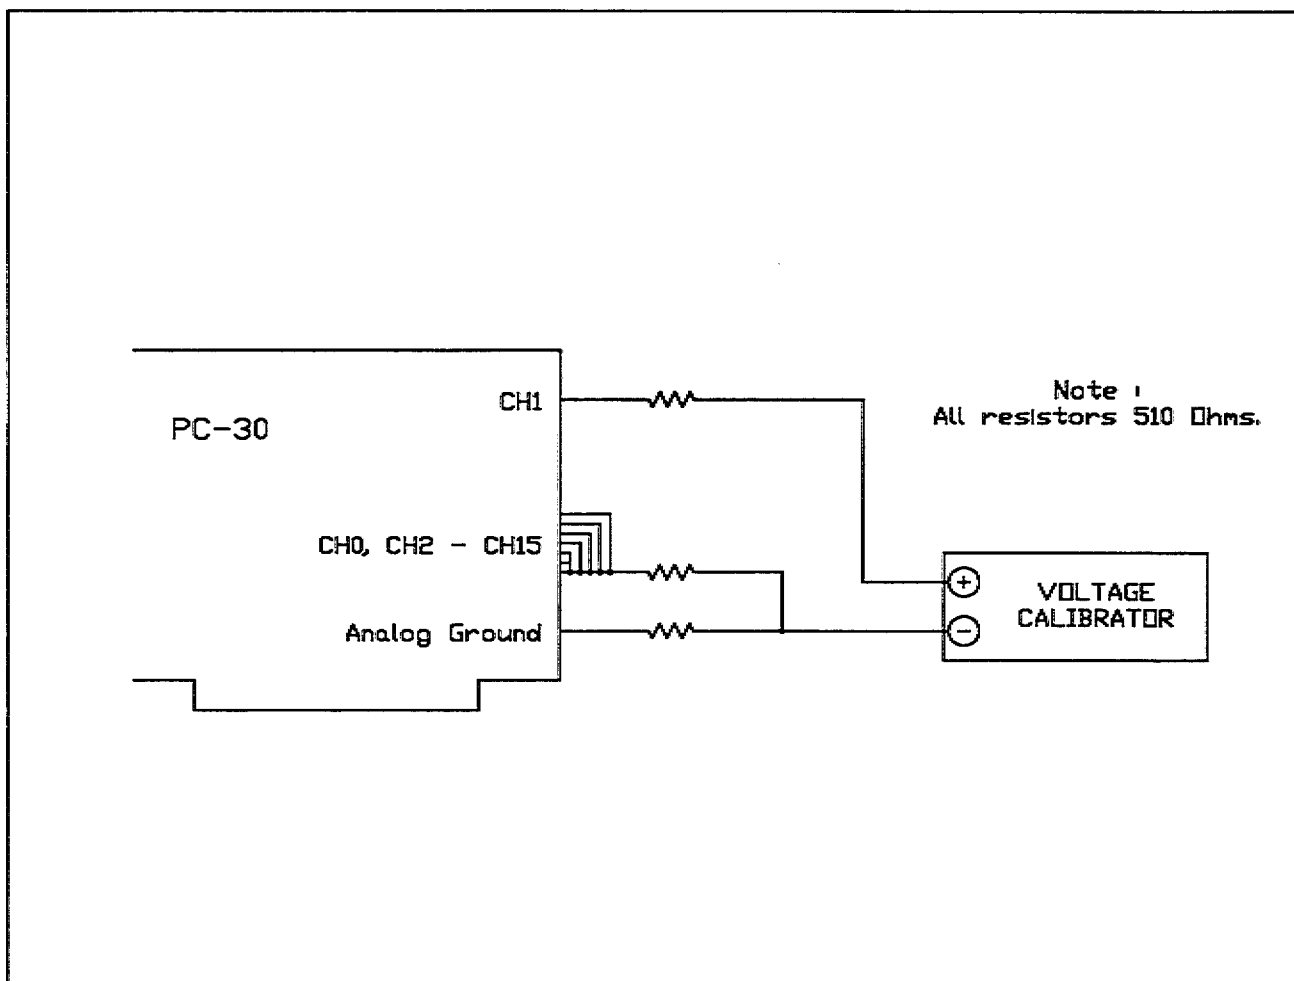 CH1
PC-30
Note :
All resistors 510 Ohms.
CH0, CH2 - CH15
Analog Ground
+
VOLTAGE
CALIBRATOR
-